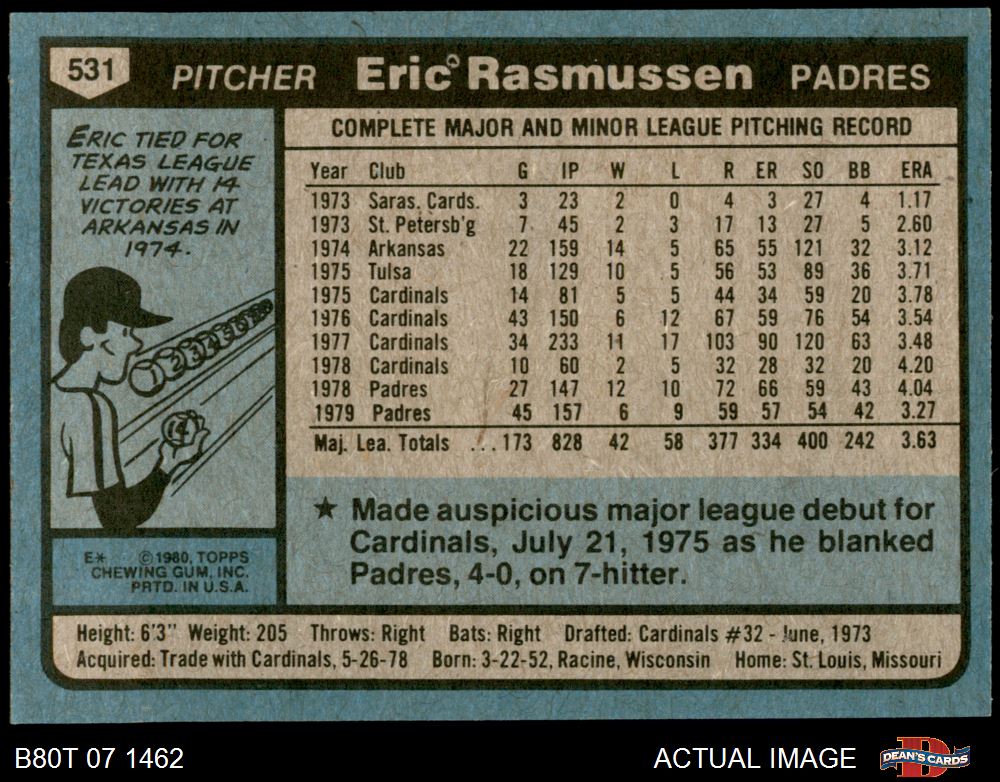 531 PITCHER Eric Rasmussen PADRES
ERIC TIED FOR
TEXAS LEAGUE
LEAD WITH 14
VICTORIES AT
ARKANSAS IN
1974.
14
E* © 1980, TOPPS
CHEWING GUM, INC.
PRTD. IN U.S.A.
COMPLETE MAJOR AND MINOR LEAGUE PITCHING RECORD
Year Club G IP W L R ER SO BB ERA
1973 Saras. Cards. 3 23 2 0 4 3 27 4 1.17
1973 St. Petersb'g 7 45 2 3 17 13 27 5 2.60
1974 Arkansas 22 159 14 5 65 55 121 32 3.12
1975 Tulsa 18 129 10 5 56 53 89 36 3.71
1975 Cardinals 14 81 5 5 44 34 59 20 3.78
1976 Cardinals 43 150 6 12 67 59 76 54 3.54
1977 Cardinals 34 233 11 17 103 90 120 63 3.48
1978 Cardinals 10 60 2 5 32 28 32 20 4.20
1978 Padres 27 147 12 10 72 66 59 43 4.04
1979 Padres 45 157 6 9 59 57 54 42 3.27
Maj. Lea. Totals ...173 828 42 58 377 334 400 242 3.63
★ Made auspicious major league debut for
Cardinals, July 21, 1975 as he blanked
Padres, 4-0, on 7-hitter.
Height: 6'3" Weight: 205 Throws: Right Bats: Right Drafted: Cardinals #32 - June, 1973
Acquired: Trade with Cardinals, 5-26-78 Born: 3-22-52, Racine, Wisconsin Home: St. Louis, Missouri
B80T 07 1462 ACTUAL IMAGE DEAN'S CARDS